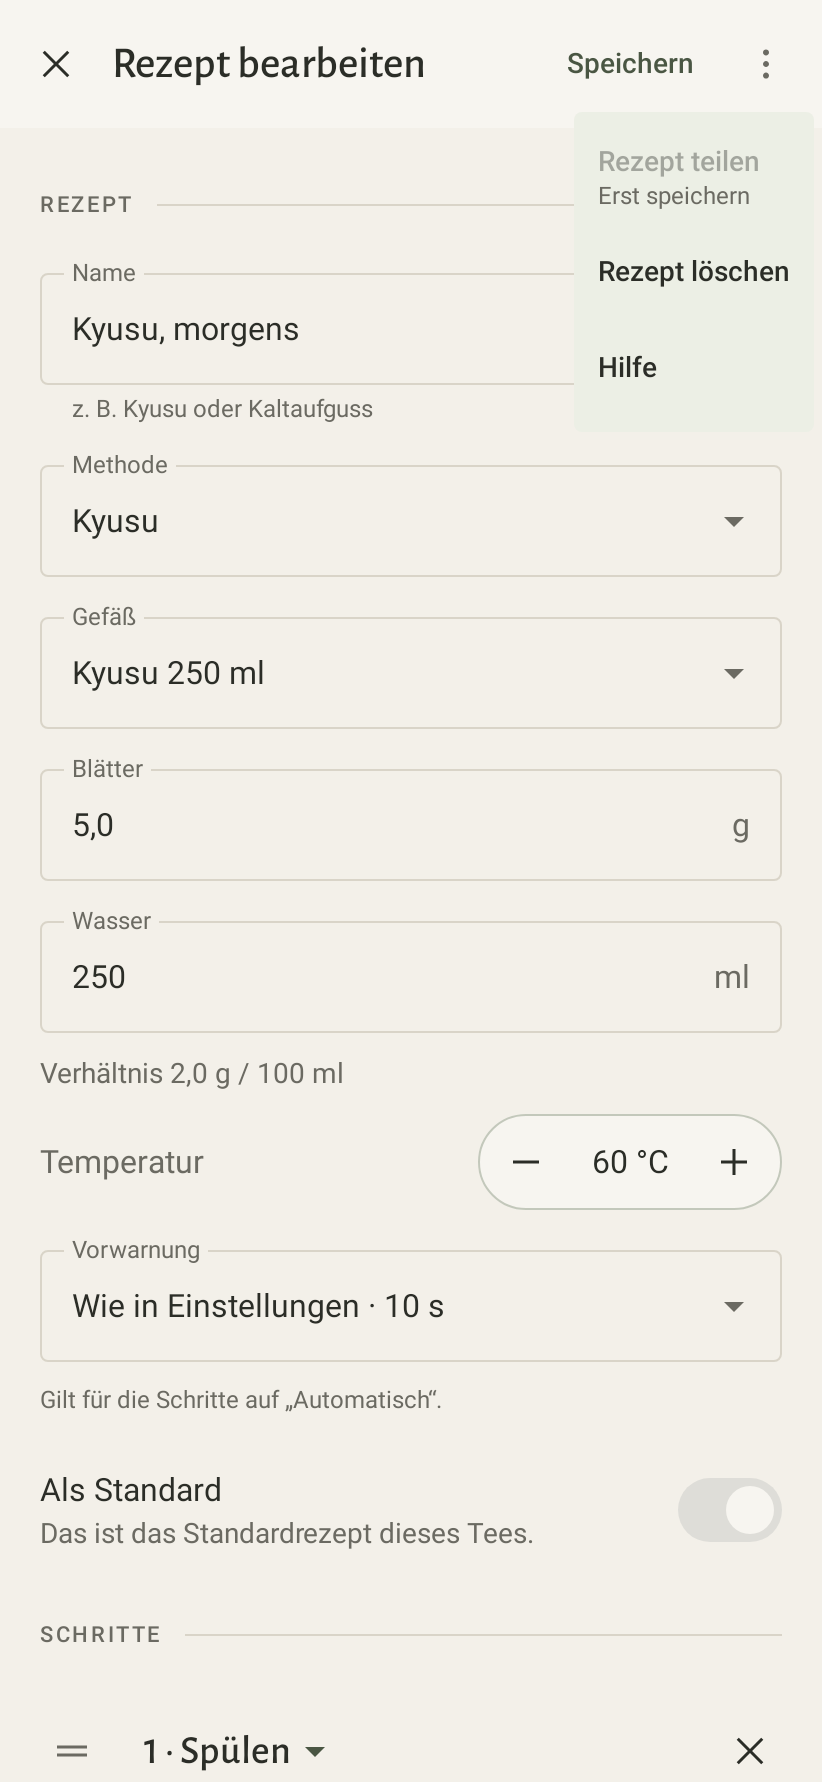 Rezept bearbeiten
Speichern
Rezept teilen
Erst speichern
Rezept löschen
Hilfe
REZEPT
Name
Kyusu, morgens
z. B. Kyusu oder Kaltaufguss
Methode
Kyusu
Gefäß
Kyusu 250 ml
Blätter
5,0 g
Wasser
250 ml
Verhältnis 2,0 g / 100 ml
Temperatur
60 °C
Vorwarnung
Wie in Einstellungen · 10 s
Gilt für die Schritte auf „Automatisch“.
Als Standard
Das ist das Standardrezept dieses Tees.
SCHRITTE
1 · Spülen